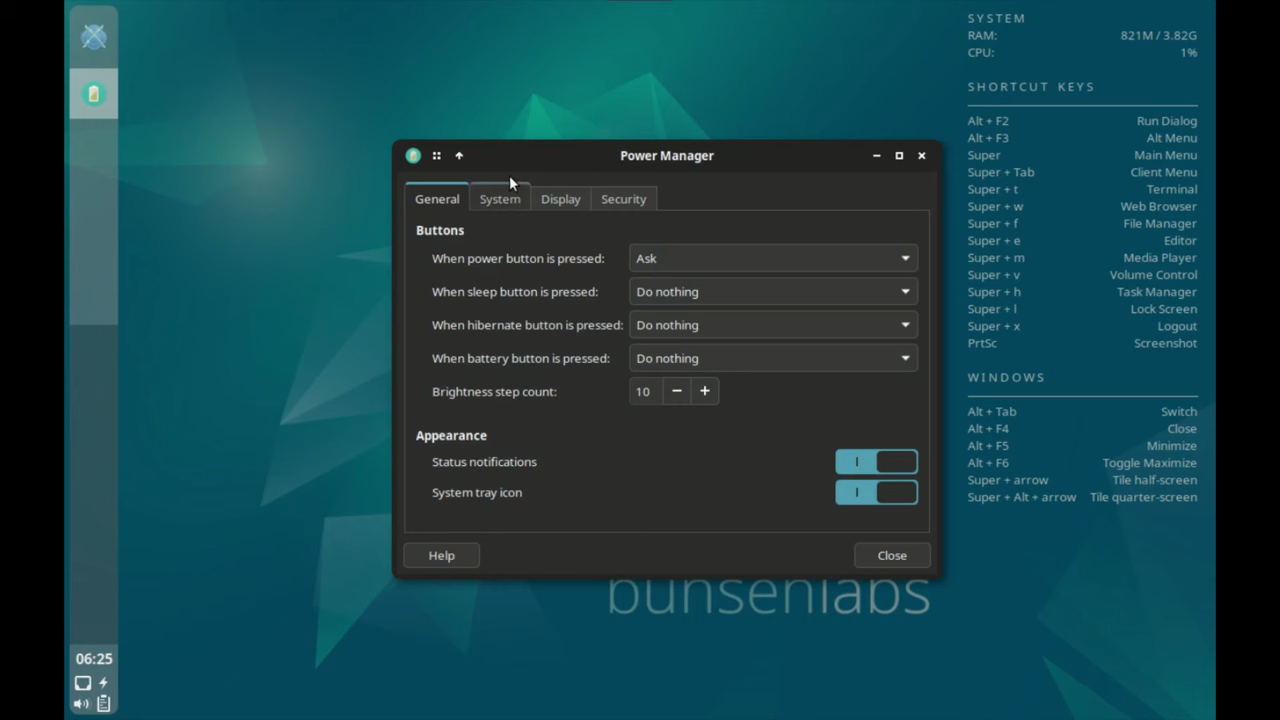 Power Manager
General System Display Security
Buttons
When power button is pressed: Ask
When sleep button is pressed: Do nothing
When hibernate button is pressed: Do nothing
When battery button is pressed: Do nothing
Brightness step count: 10 − +
Appearance
Status notifications
System tray icon
Help Close
bunsenlabs
SYSTEM
RAM: 821M / 3.82G
CPU: 1%
SHORTCUT KEYS
Alt + F2 Run Dialog
Alt + F3 Alt Menu
Super Main Menu
Super + Tab Client Menu
Super + t Terminal
Super + w Web Browser
Super + f File Manager
Super + e Editor
Super + m Media Player
Super + v Volume Control
Super + h Task Manager
Super + l Lock Screen
Super + x Logout
PrtSc Screenshot
WINDOWS
Alt + Tab Switch
Alt + F4 Close
Alt + F5 Minimize
Alt + F6 Toggle Maximize
Super + arrow Tile half-screen
Super + Alt + arrow Tile quarter-screen
06:25